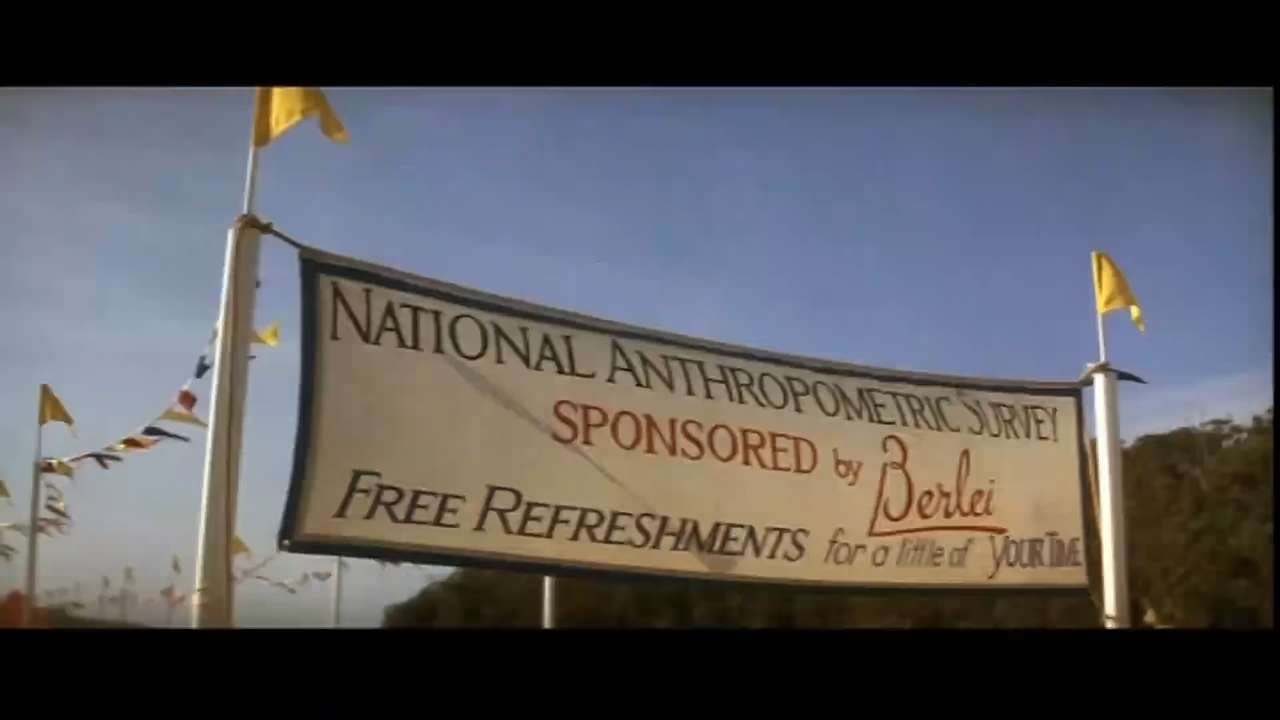 NATIONAL ANTHROPOMETRIC SURVEY
SPONSORED by Berlei
FREE REFRESHMENTS for a little of YOUR TIME